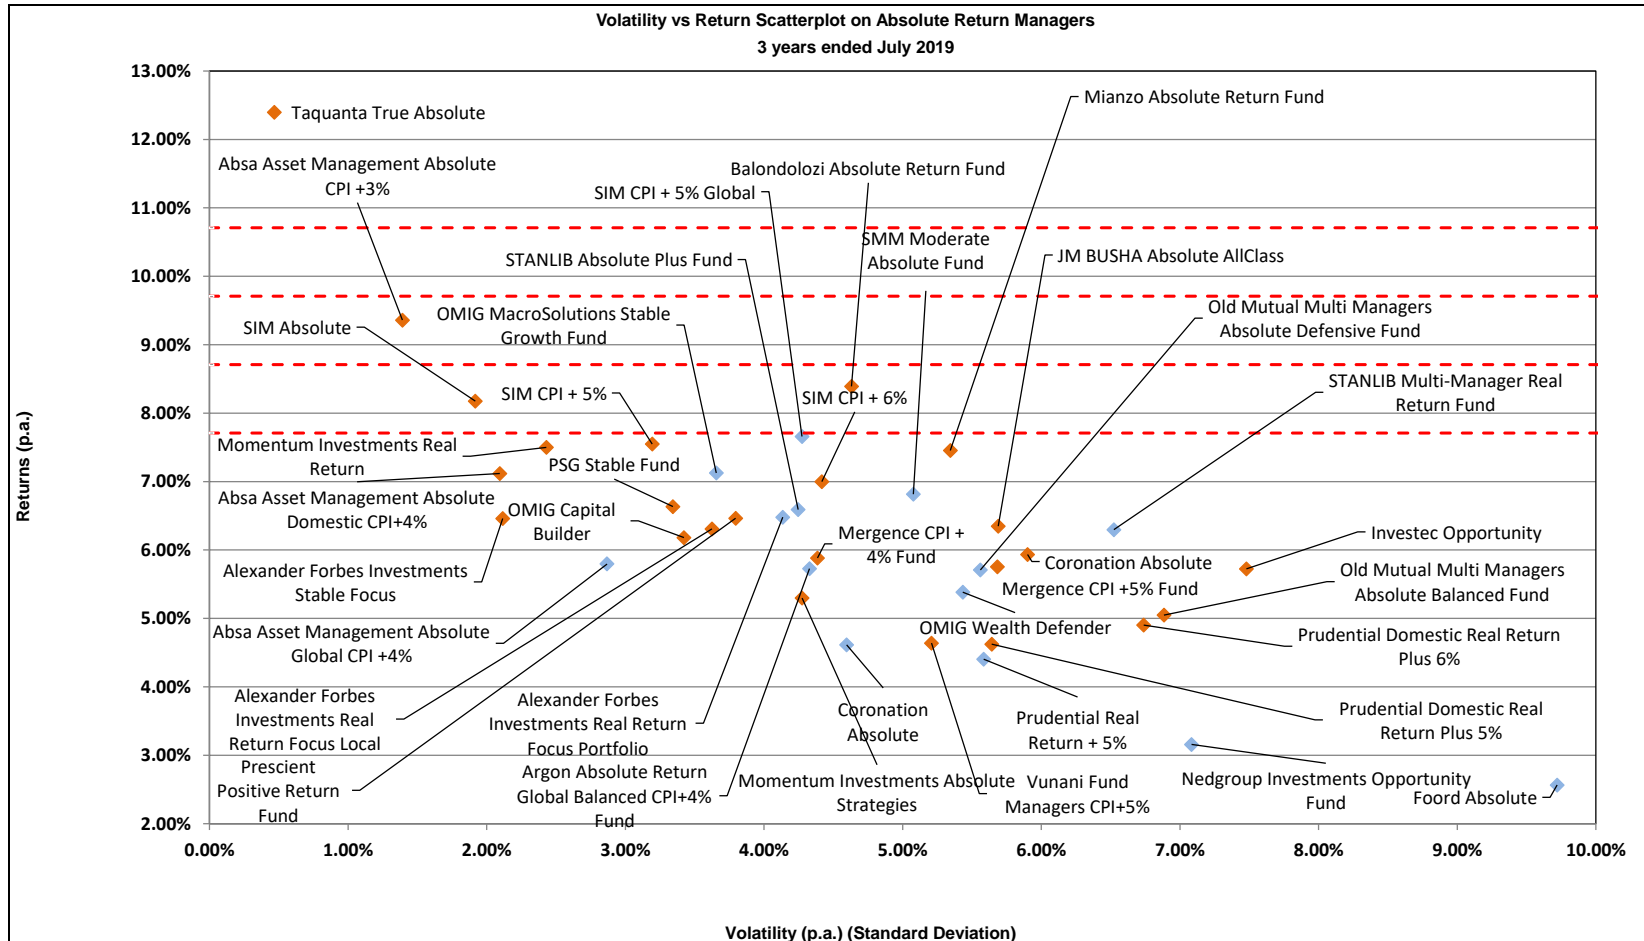 Volatility vs Return Scatterplot on Absolute Return Managers
3 years ended July 2019
13.00%
12.00%
11.00%
10.00%
9.00%
8.00%
7.00%
6.00%
5.00%
4.00%
3.00%
2.00%
Returns (p.a.)
Taquanta True Absolute
Mianzo Absolute Return Fund
Absa Asset Management Absolute
CPI +3%
Balondolozi Absolute Return Fund
SIM CPI + 5% Global
SMM Moderate
Absolute Fund
STANLIB Absolute Plus Fund
JM BUSHA Absolute AllClass
OMIG MacroSolutions Stable
Growth Fund
Old Mutual Multi Managers
Absolute Defensive Fund
SIM Absolute
STANLIB Multi-Manager Real
Return Fund
SIM CPI + 5%
SIM CPI + 6%
Momentum Investments Real
Return
PSG Stable Fund
Absa Asset Management Absolute
Domestic CPI+4%
OMIG Capital
Builder
Mergence CPI +
4% Fund
Investec Opportunity
Coronation Absolute
Alexander Forbes Investments
Stable Focus
Mergence CPI +5% Fund
Old Mutual Multi Managers
Absolute Balanced Fund
Absa Asset Management Absolute
Global CPI +4%
OMIG Wealth Defender
Prudential Domestic Real Return
Plus 6%
Alexander Forbes
Investments Real
Return Focus Local
Alexander Forbes
Investments Real Return
Focus Portfolio
Coronation
Absolute
Prudential Real
Return + 5%
Prudential Domestic Real
Return Plus 5%
Prescient
Positive Return
Fund
Argon Absolute Return
Global Balanced CPI+4%
Fund
Momentum Investments Absolute
Strategies
Vunani Fund
Managers CPI+5%
Nedgroup Investments Opportunity
Fund
Foord Absolute
0.00%
1.00%
2.00%
3.00%
4.00%
5.00%
6.00%
7.00%
8.00%
9.00%
10.00%
Volatility (p.a.) (Standard Deviation)